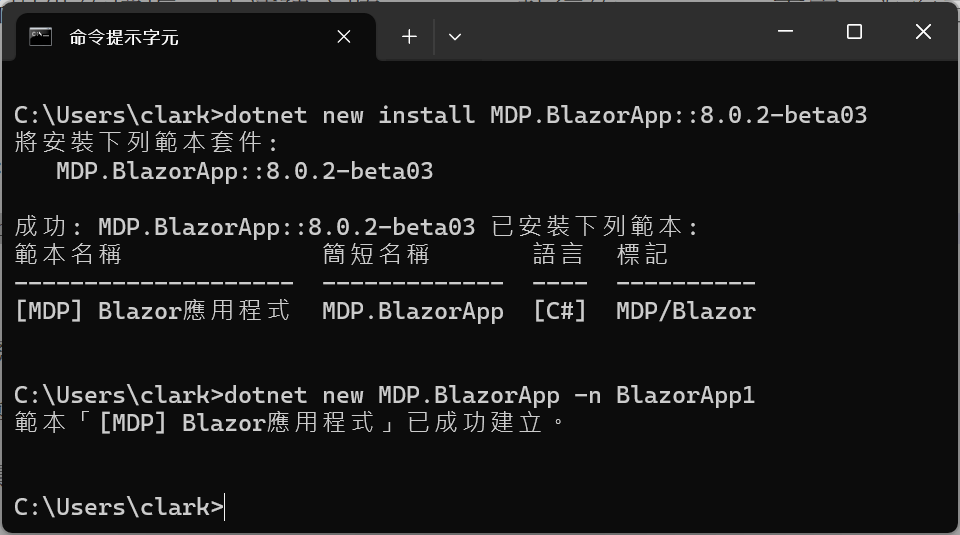 命令提示字元
C:\Users\clark>dotnet new install MDP.BlazorApp::8.0.2-beta03
將安裝下列範本套件:
MDP.BlazorApp::8.0.2-beta03
成功: MDP.BlazorApp::8.0.2-beta03 已安裝下列範本:
範本名稱 簡短名稱 語言 標記
-------------------- ------------- ---- ----------
[MDP] Blazor應用程式 MDP.BlazorApp [C#] MDP/Blazor
C:\Users\clark>dotnet new MDP.BlazorApp -n BlazorApp1
範本「[MDP] Blazor應用程式」已成功建立。
C:\Users\clark>